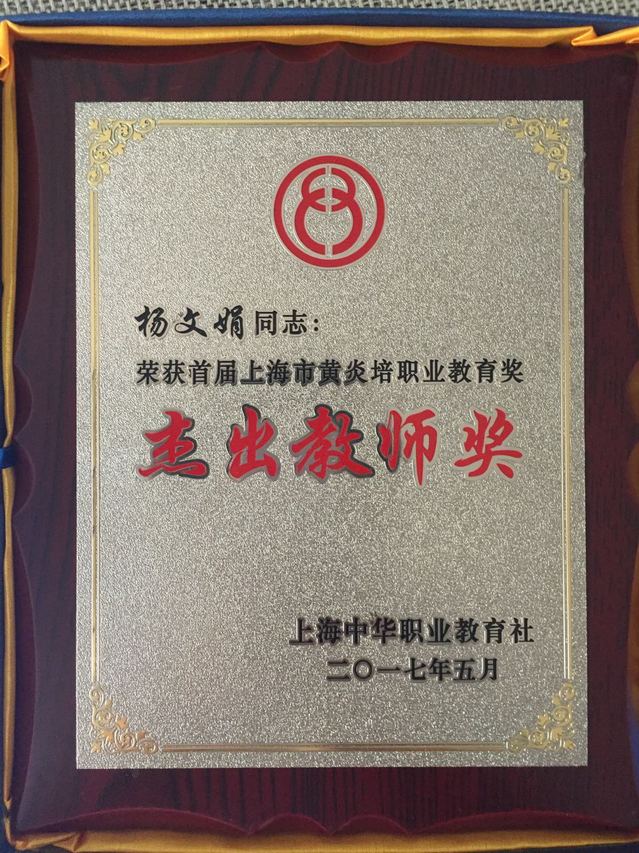 杨文娟同志:
荣获首届上海市黄炎培职业教育奖
杰出教师奖
上海中华职业教育社
二〇一七年五月